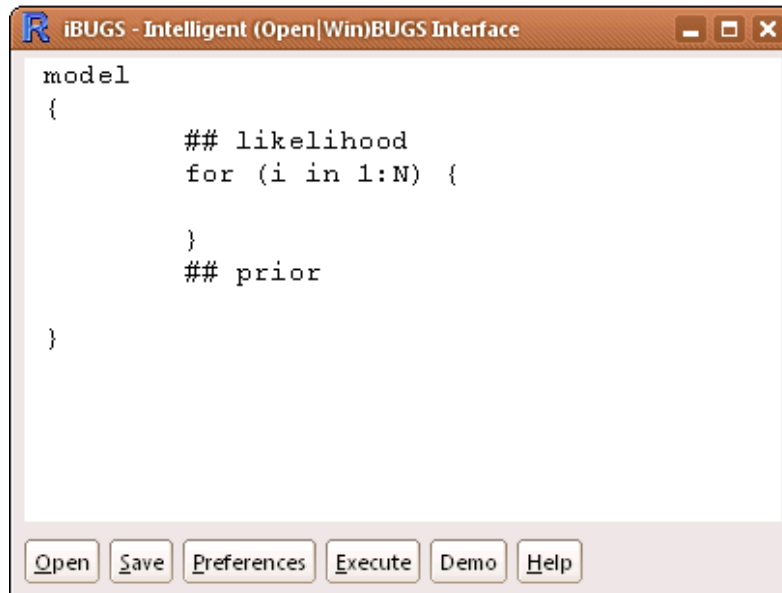 iBUGS - Intelligent (Open|Win)BUGS Interface
model
{
## likelihood
for (i in 1:N) {
}
## prior
}
Open Save Preferences Execute Demo Help